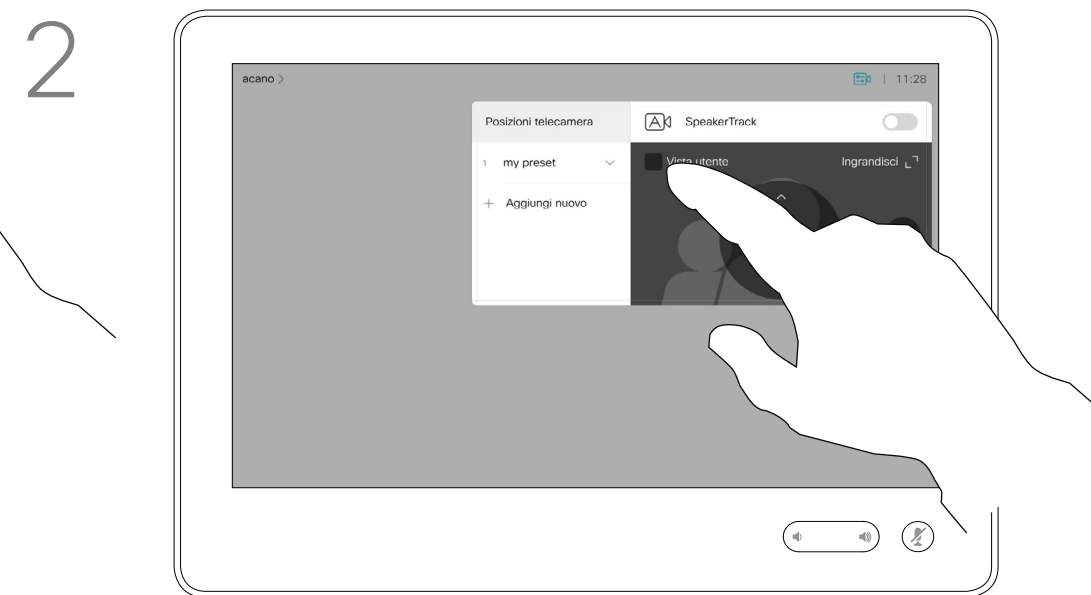 2
acano >
11:28
Posizioni telecamera
A SpeakerTrack
1 my preset
Vista utente
Ingrandisci
+ Aggiungi nuovo